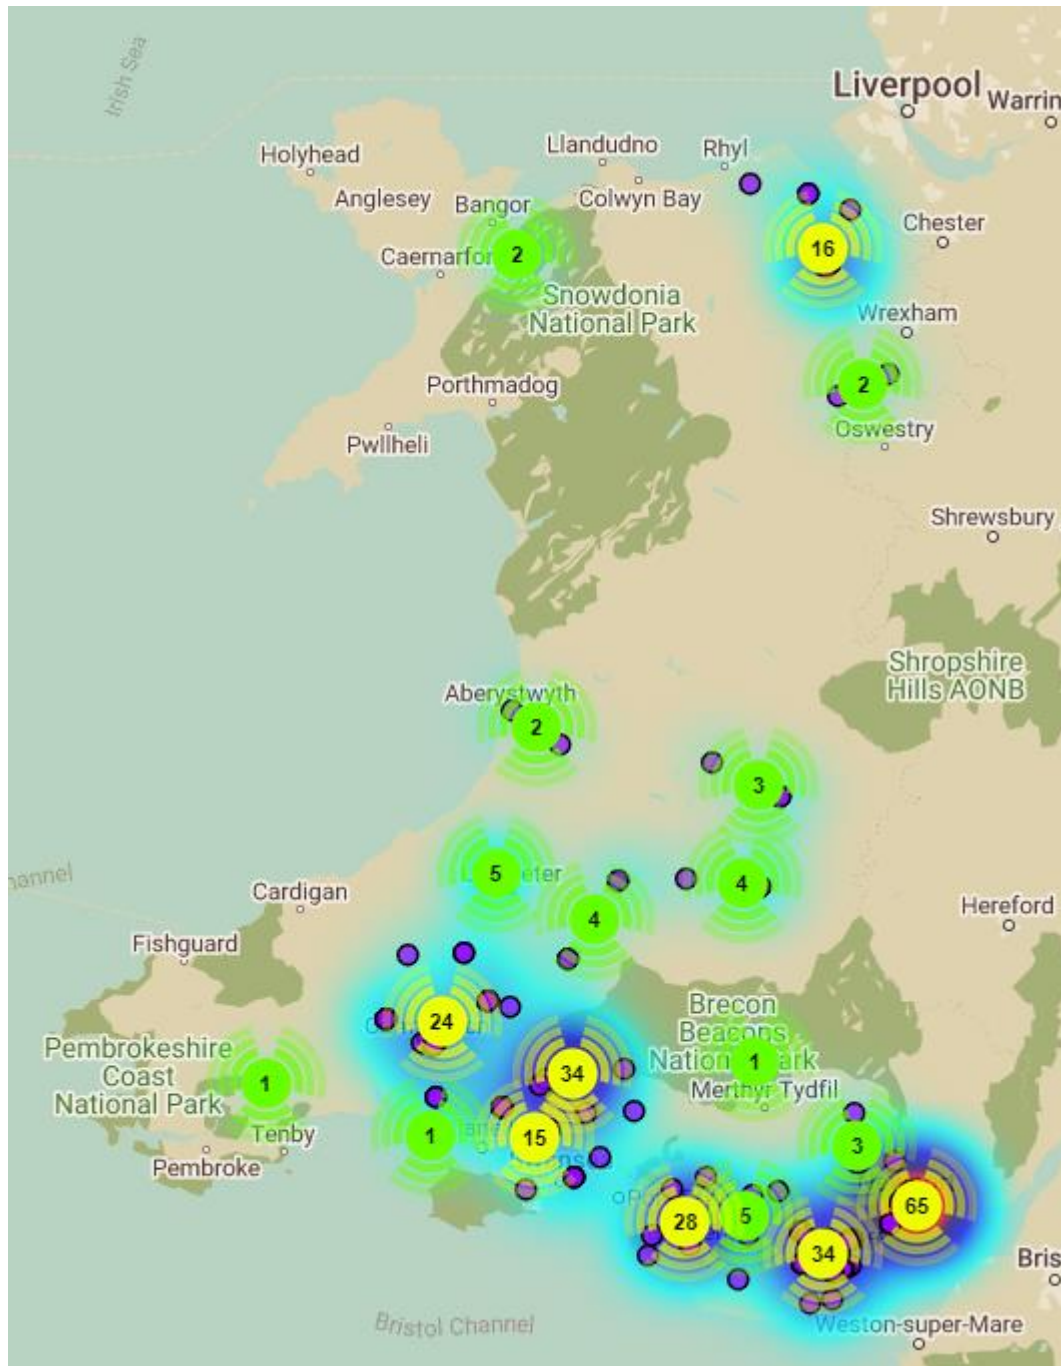 Irish Sea
Liverpool
Warrin
Holyhead
Llandudno
Rhyl
Anglesey
Bangor
Colwyn Bay
Chester
Caernarfo
2
16
Snowdonia
National Park
Wrexham
Porthmadog
2
Pwllheli
Oswestry
Shrewsbury
Shropshire
Hills AONB
Aberystwyth
2
3
hannel
5
eter
4
Cardigan
4
Hereford
Fishguard
24
Brecon
Beacons
National Park
1
Pembrokeshire
Coast
National Park
1
34
Merthyr Tydfil
Tenby
1
15
3
Pembroke
28
5
65
34
Bris
Bristol Channel
Weston-super-Mare